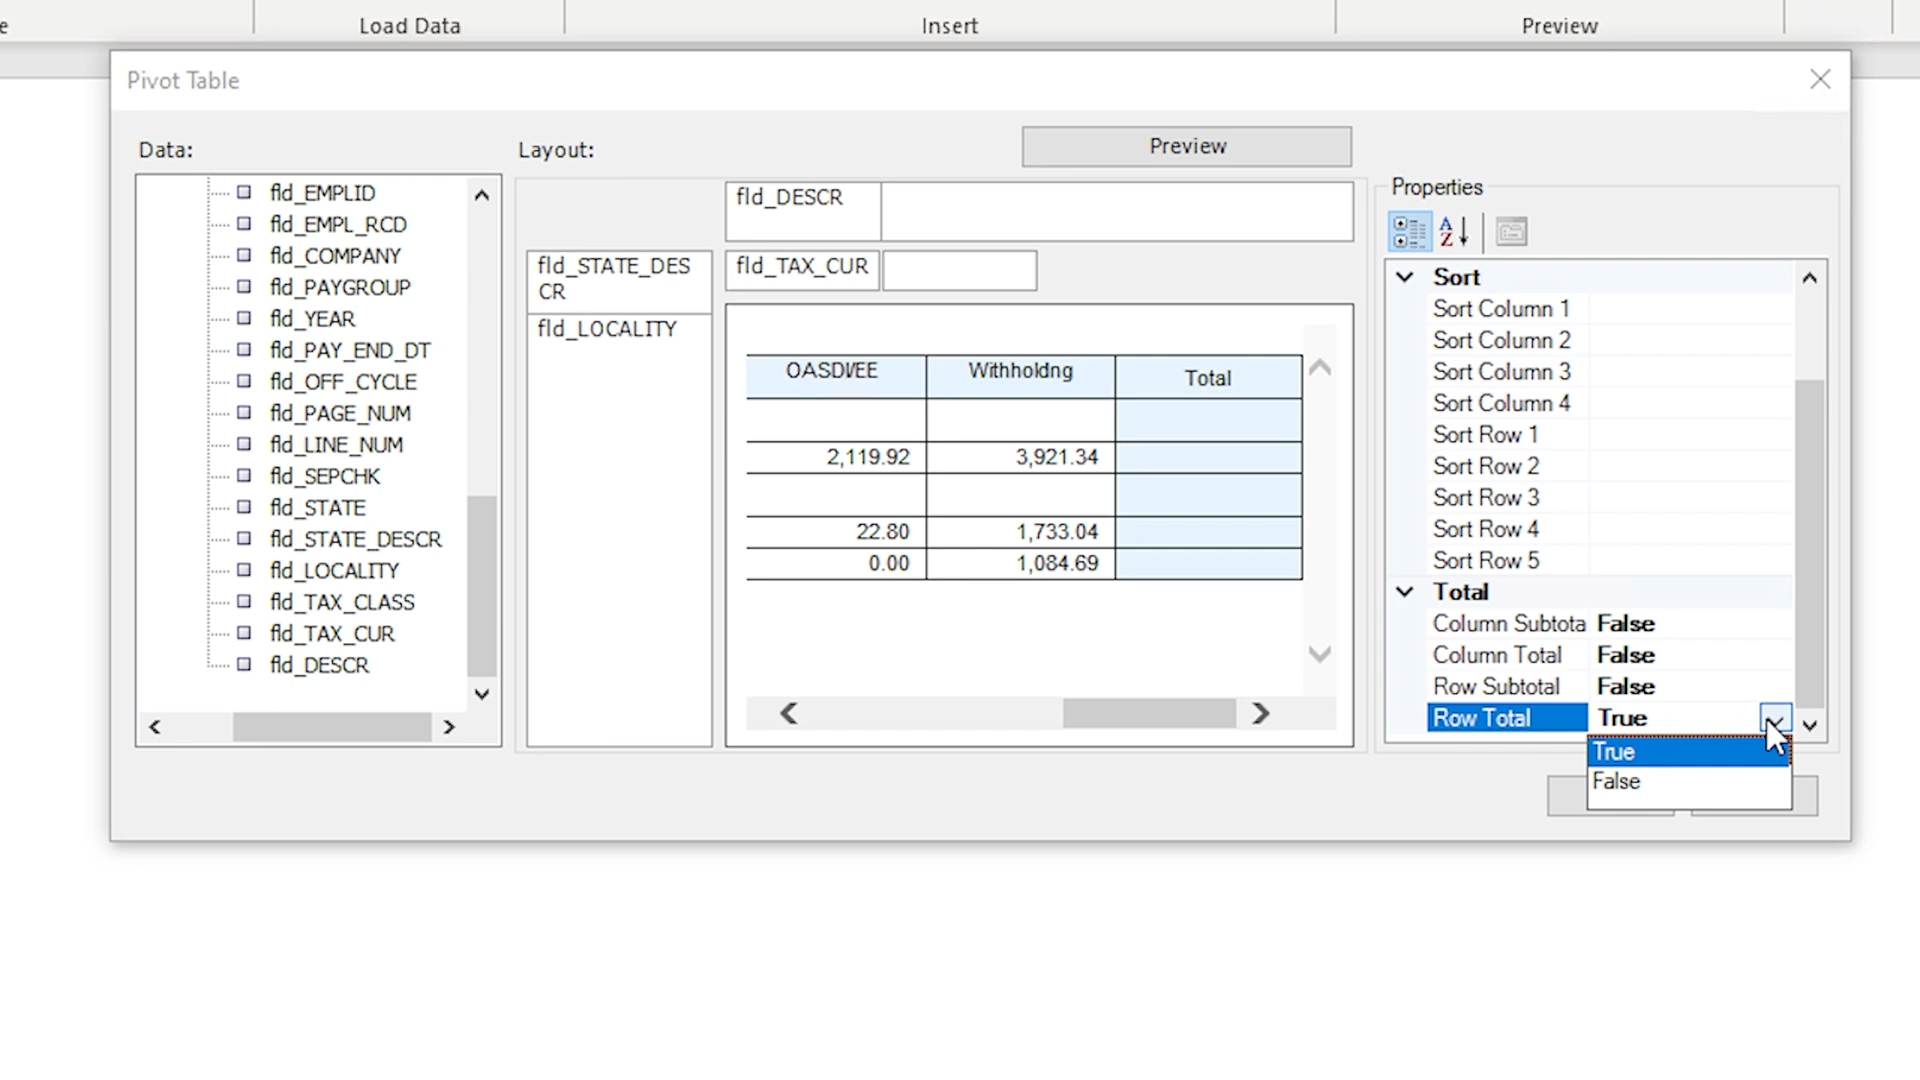 e
Load Data
Insert
Preview
Pivot Table
Data:
fld_EMPLID
fld_EMPL_RCD
fld_COMPANY
fld_PAYGROUP
fld_YEAR
fld_PAY_END_DT
fld_OFF_CYCLE
fld_PAGE_NUM
fld_LINE_NUM
fld_SEPCHK
fld_STATE
fld_STATE_DESCR
fld_LOCALITY
fld_TAX_CLASS
fld_TAX_CUR
fld_DESCR
Layout:
Preview
fld_DESCR
fld_STATE_DES
CR
fld_LOCALITY
fld_TAX_CUR
OASDI/EE Withholdng Total
2,119.92 3,921.34
22.80 1,733.04
0.00 1,084.69
Properties
A
Z
Sort
Sort Column 1
Sort Column 2
Sort Column 3
Sort Column 4
Sort Row 1
Sort Row 2
Sort Row 3
Sort Row 4
Sort Row 5
Total
Column Subtota False
Column Total False
Row Subtotal False
Row Total True
True
False